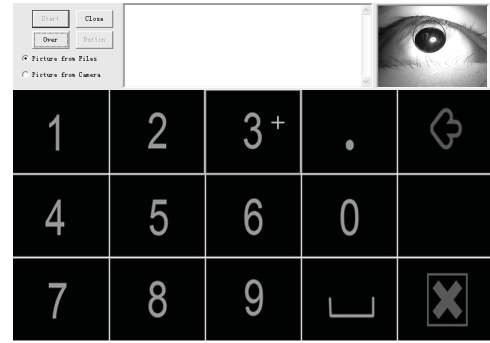 Start Close
Over Button
Picture from Files
Picture from Camera
1 2 3 + .
4 5 6 0
7 8 9